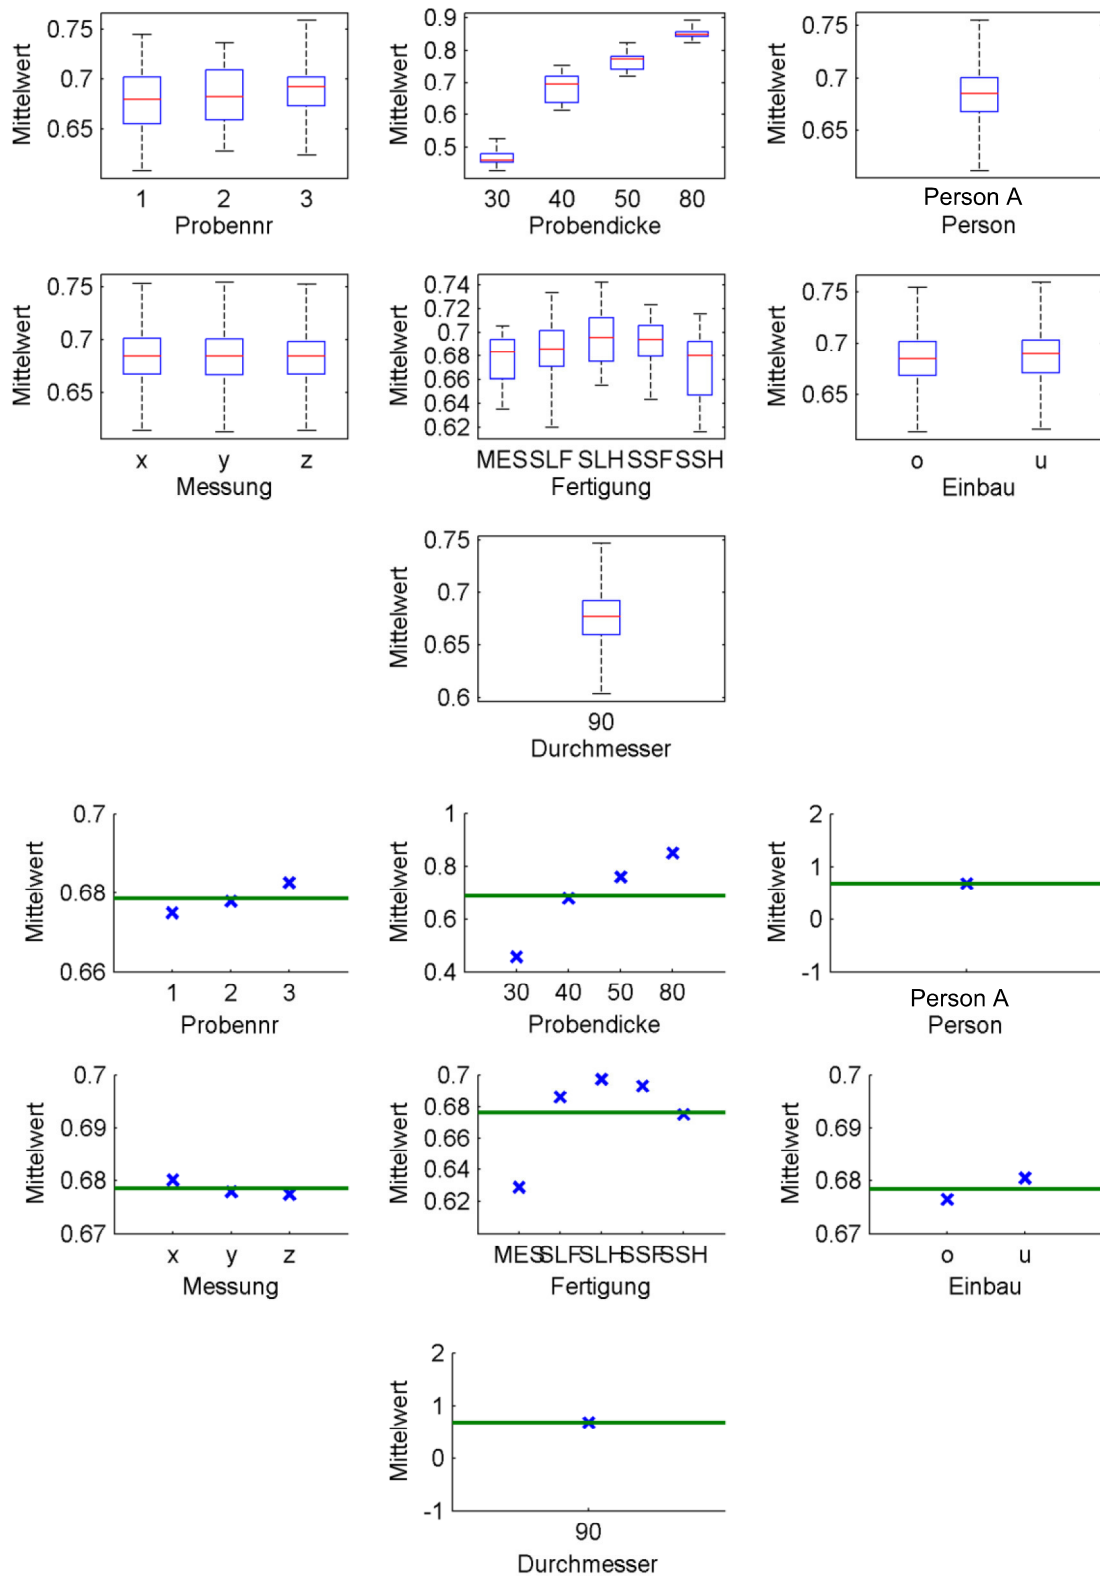 Mittelwert
0.75
0.7
0.65
1 2 3
Probennr
Mittelwert
0.9
0.8
0.7
0.6
0.5
30 40 50 80
Probendicke
Mittelwert
0.75
0.7
0.65
Person A
Person
Mittelwert
0.75
0.7
0.65
x y z
Messung
Mittelwert
0.74
0.72
0.7
0.68
0.66
0.64
0.62
MES SLF SLH SSF SSH
Fertigung
Mittelwert
0.75
0.7
0.65
o u
Einbau
Mittelwert
0.75
0.7
0.65
0.6
90
Durchmesser
Mittelwert
0.7
0.68
0.66
1 2 3
Probennr
Mittelwert
1
0.8
0.6
0.4
30 40 50 80
Probendicke
Mittelwert
2
1
0
-1
Person A
Person
Mittelwert
0.7
0.69
0.68
0.67
x y z
Messung
Mittelwert
0.7
0.68
0.66
0.64
0.62
MES SLF SLH SSF SSH
Fertigung
Mittelwert
0.7
0.69
0.68
0.67
o u
Einbau
Mittelwert
2
1
0
-1
90
Durchmesser